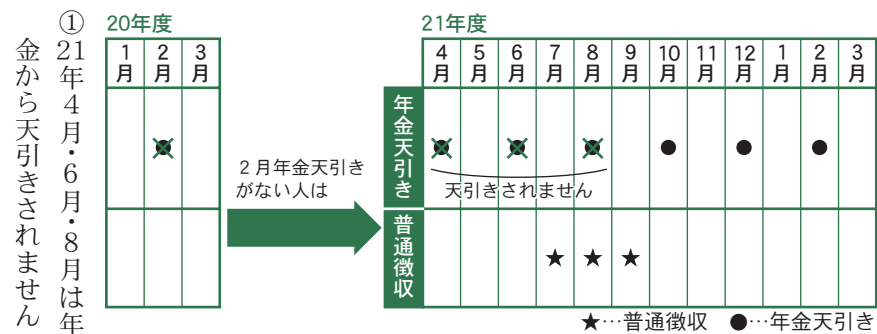 ①21年4月・6月・8月は年
金から天引きされません
20年度
1月 2月 3月
2月年金天引き
がない人は
21年度
4月 5月 6月 7月 8月 9月 10月 11月 12月 1月 2月 3月
年金天引き
天引きされません
普通徴収
★…普通徴収 ●…年金天引き